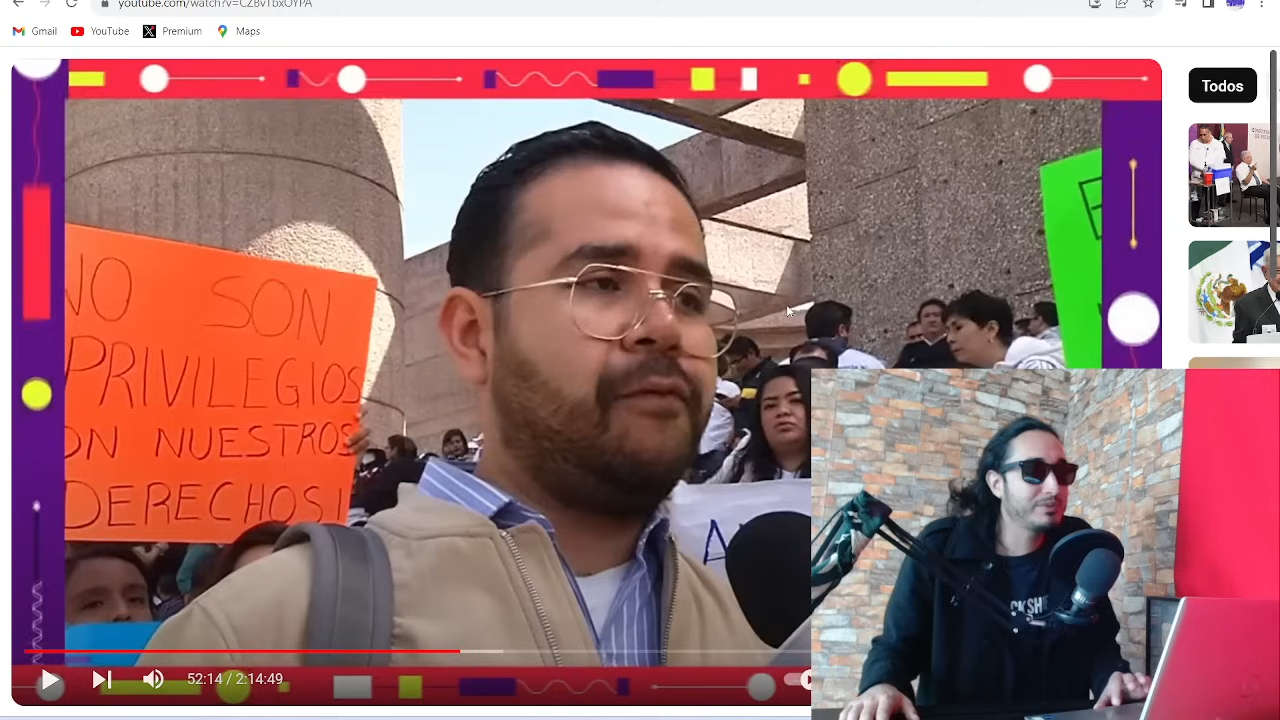 youtube.com/watch?v=CZBvTbxOYPA
Gmail YouTube Premium Maps
Todos
NO SON
PRIVILEGIOS
ON NUESTROS
DERECHOS!
52:14 / 2:14:49